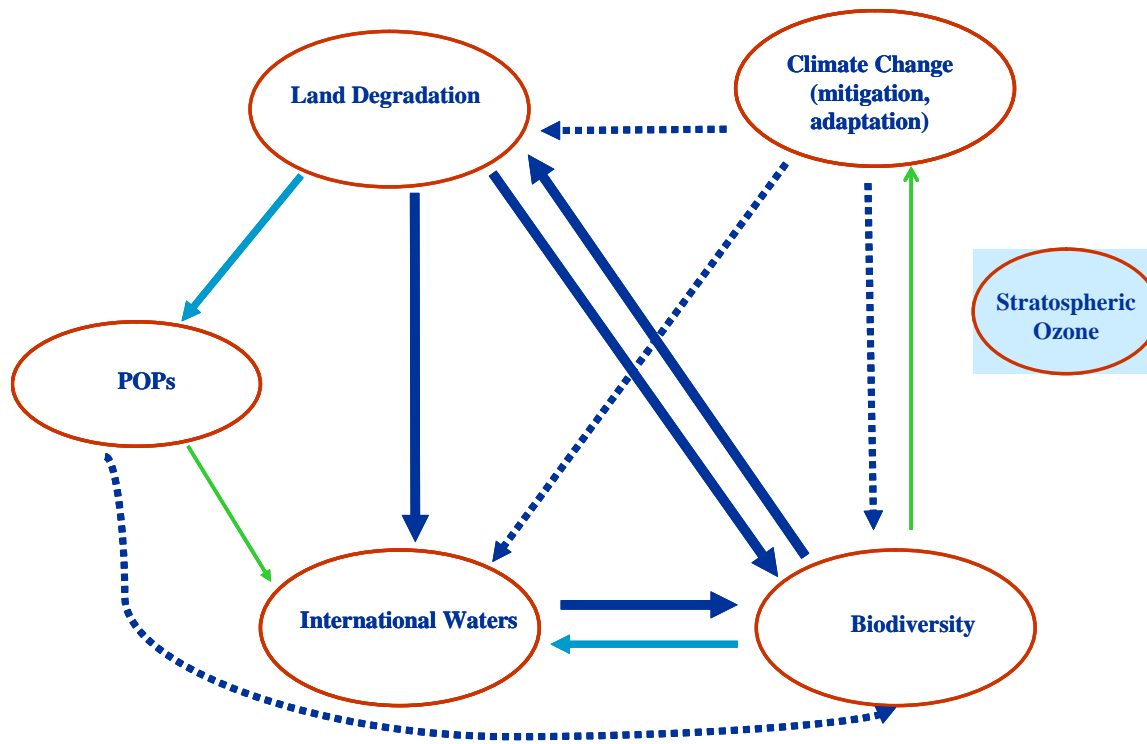 Land Degradation
Climate Change
(mitigation,
adaptation)
Stratospheric
Ozone
POPs
International Waters
Biodiversity